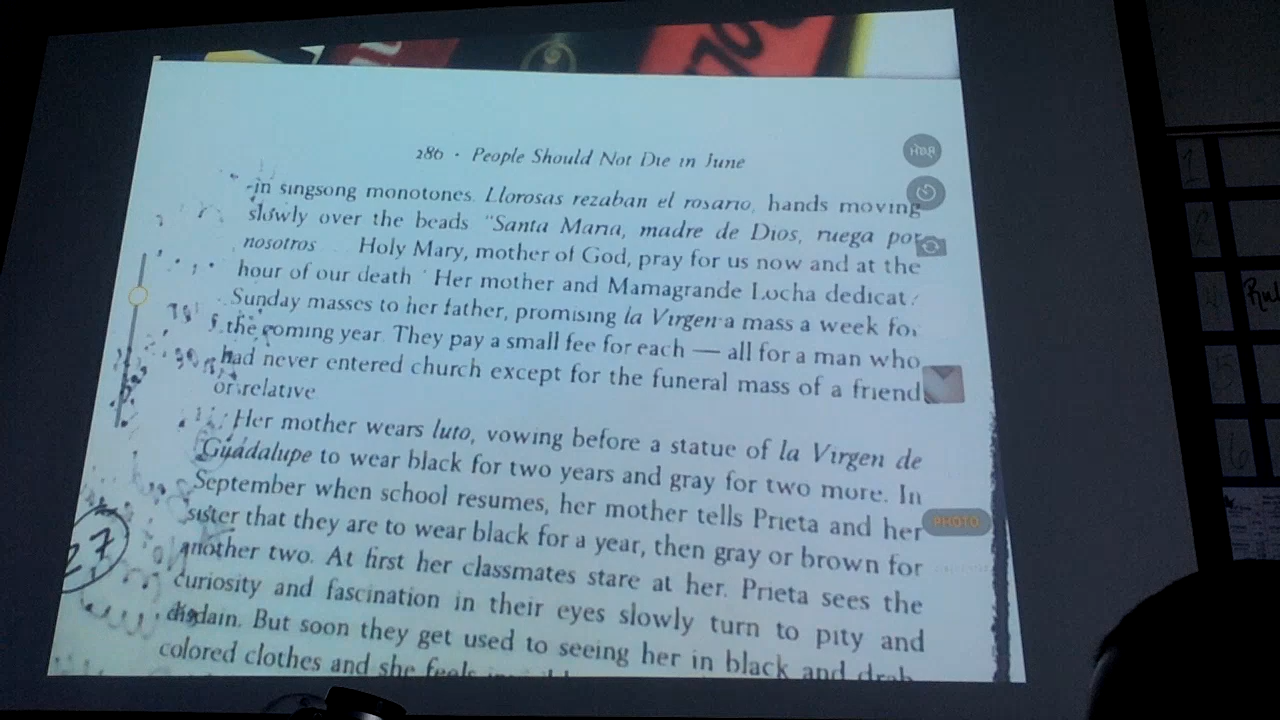 286 · People Should Not Die in June
in singsong monotones. Llorosas rezaban el rosario, hands moving
slowly over the beads "Santa Maria, madre de Dios, ruega por
nosotros Holy Mary, mother of God, pray for us now and at the
hour of our death ' Her mother and Mamagrande Locha dedicat
Sunday masses to her father, promising la Virgen a mass a week for
the coming year. They pay a small fee for each — all for a man who
had never entered church except for the funeral mass of a friend
or relative
Her mother wears luto, vowing before a statue of la Virgen de
Guadalupe to wear black for two years and gray for two more. In
September when school resumes, her mother tells Prieta and her
sister that they are to wear black for a year, then gray or brown for
another two. At first her classmates stare at her. Prieta sees the
curiosity and fascination in their eyes slowly turn to pity and
disdain. But soon they get used to seeing her in black and drab
colored clothes and she feels
27
HDR
PHOTO
1
2
4 Ru
5
6